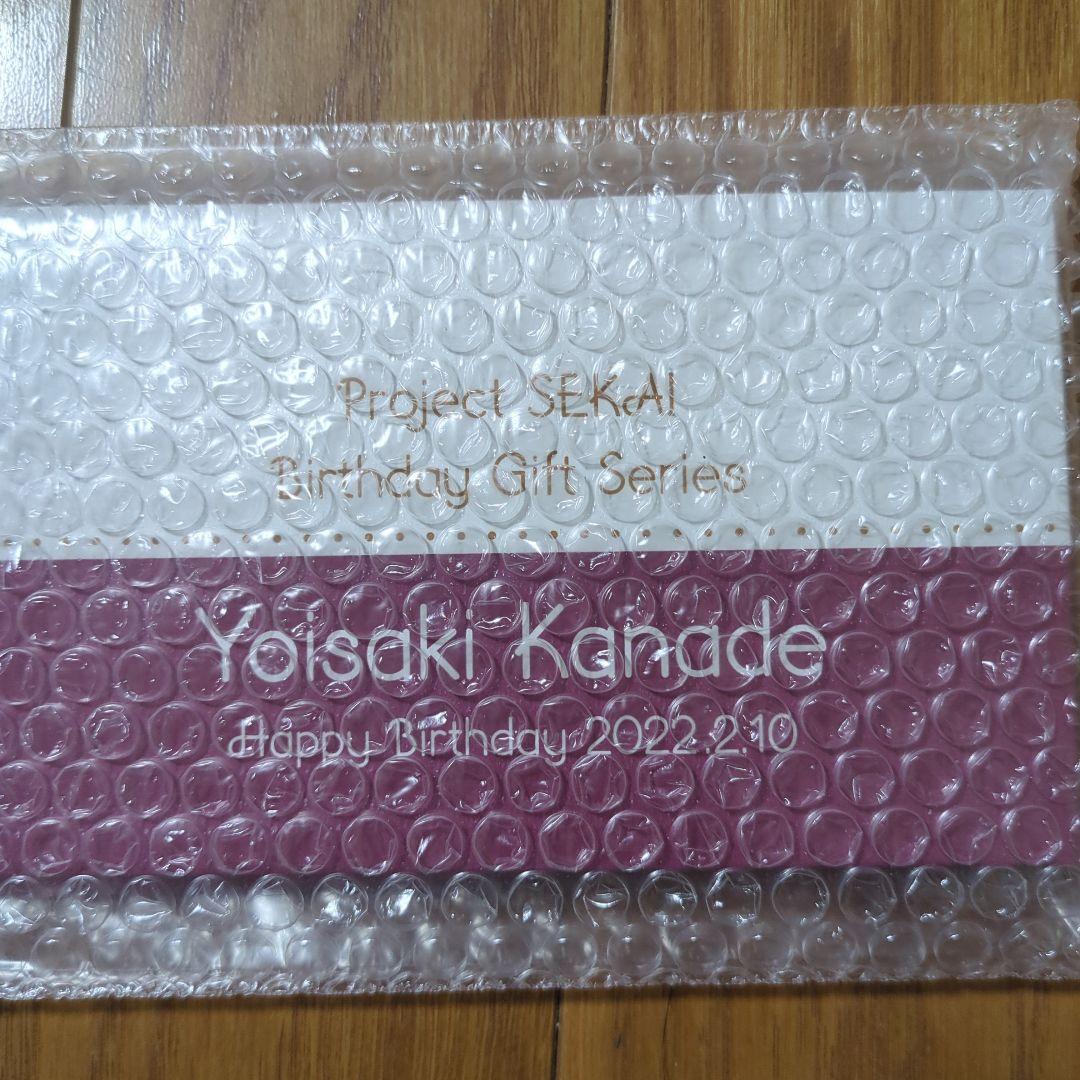 Project SEKAI
Birthday Gift Series
Yoisaki Kanade
Happy Birthday 2022.2.10